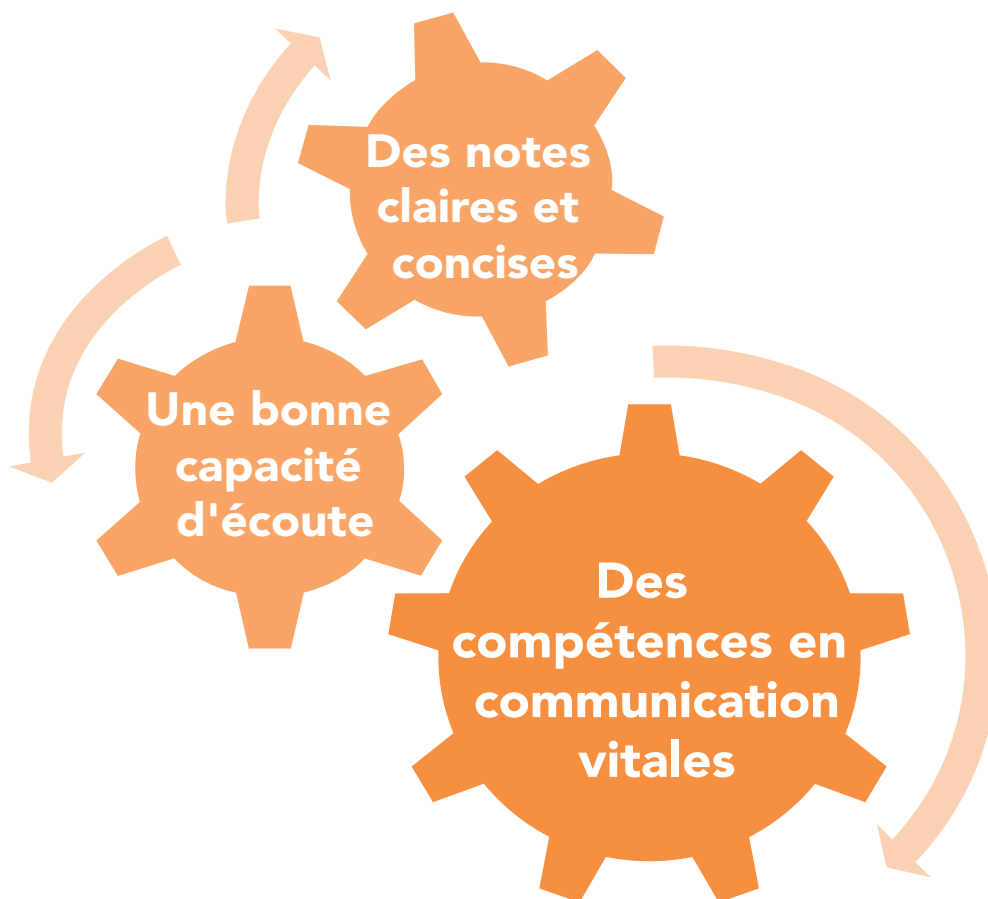 Des notes
claires et
concises
Une bonne
capacité
d'écoute
Des
compétences en
communication
vitales